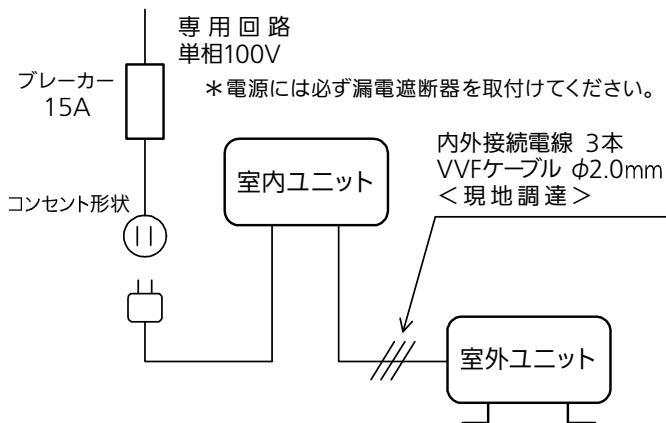 専用回路
単相100V
ブレーカー
15A
＊電源には必ず漏電遮断器を取付けてください。
内外接続電線 3本
VVFケーブル φ2.0mm
＜現地調達＞
室内ユニット
コンセント形状
室外ユニット